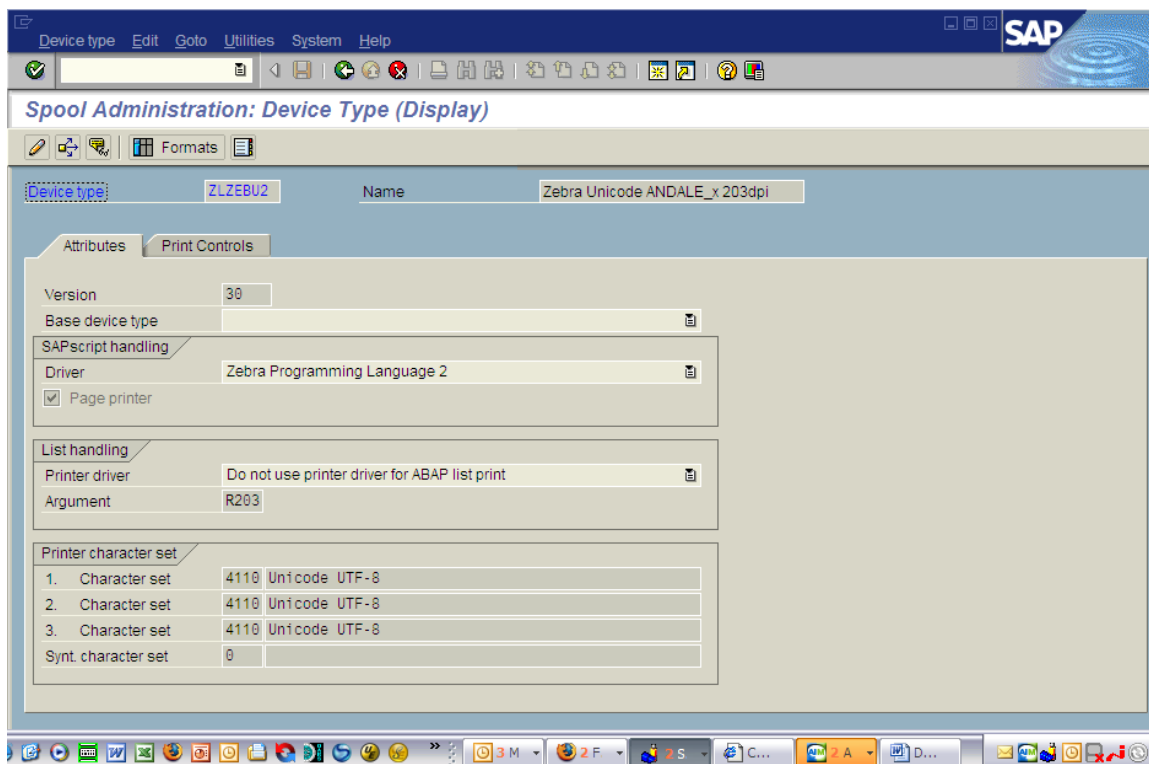 Device type Edit Goto Utilities System Help
SAP
Spool Administration: Device Type (Display)
Formats
Device type ZLZEBU2 Name Zebra Unicode ANDALE_x 203dpi
Attributes Print Controls
Version 30
Base device type
SAPscript handling
Driver Zebra Programming Language 2
Page printer
List handling
Printer driver Do not use printer driver for ABAP list print
Argument R203
Printer character set
1. Character set 4110 Unicode UTF-8
2. Character set 4110 Unicode UTF-8
3. Character set 4110 Unicode UTF-8
Synt. character set 0
» 3 M 2 F 2 S C... 2 A D...